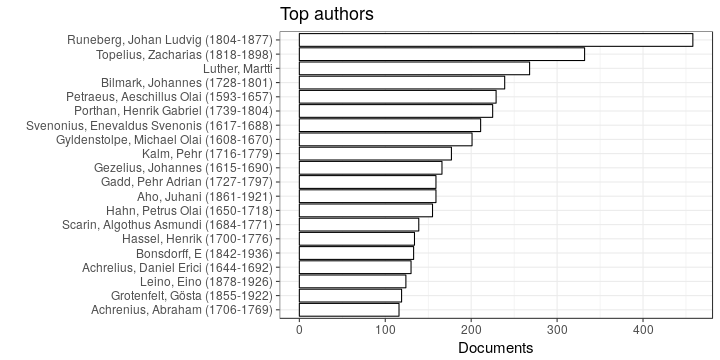 Top authors
Runeberg, Johan Ludvig (1804-1877)
Topelius, Zacharias (1818-1898)
Luther, Martti
Bilmark, Johannes (1728-1801)
Petraeus, Aeschillus Olai (1593-1657)
Porthan, Henrik Gabriel (1739-1804)
Svenonius, Enevaldus Svenonis (1617-1688)
Gyldenstolpe, Michael Olai (1608-1670)
Kalm, Pehr (1716-1779)
Gezelius, Johannes (1615-1690)
Gadd, Pehr Adrian (1727-1797)
Aho, Juhani (1861-1921)
Hahn, Petrus Olai (1650-1718)
Scarin, Algothus Asmundi (1684-1771)
Hassel, Henrik (1700-1776)
Bonsdorff, E (1842-1936)
Achrelius, Daniel Erici (1644-1692)
Leino, Eino (1878-1926)
Grotenfelt, Gösta (1855-1922)
Achrenius, Abraham (1706-1769)
0 100 200 300 400
Documents